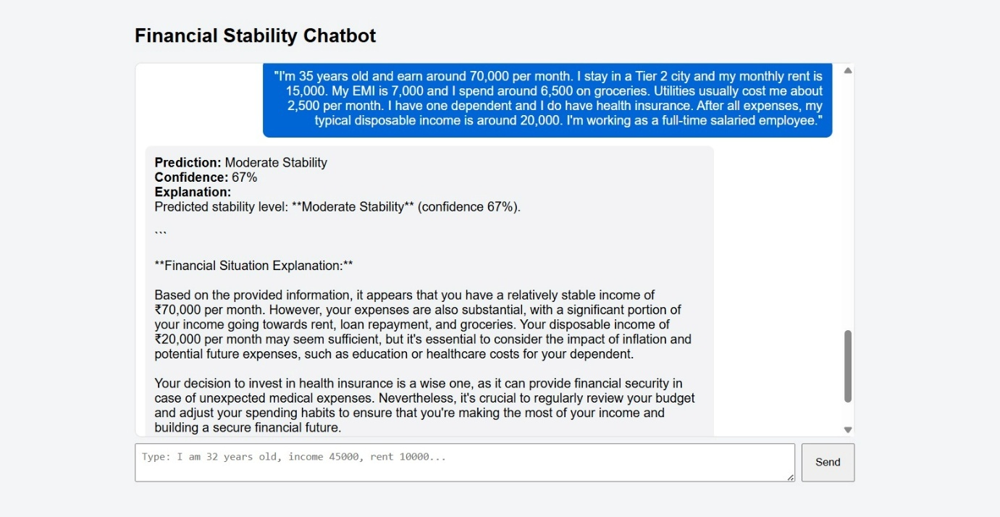 Financial Stability Chatbot
"I'm 35 years old and earn around 70,000 per month. I stay in a Tier 2 city and my monthly rent is
15,000. My EMI is 7,000 and I spend around 6,500 on groceries. Utilities usually cost me about
2,500 per month. I have one dependent and I do have health insurance. After all expenses, my
typical disposable income is around 20,000. I'm working as a full-time salaried employee."
Prediction: Moderate Stability
Confidence: 67%
Explanation:
Predicted stability level: **Moderate Stability** (confidence 67%).
```
**Financial Situation Explanation:**
Based on the provided information, it appears that you have a relatively stable income of
₹70,000 per month. However, your expenses are also substantial, with a significant portion of
your income going towards rent, loan repayment, and groceries. Your disposable income of
₹20,000 per month may seem sufficient, but it's essential to consider the impact of inflation and
potential future expenses, such as education or healthcare costs for your dependent.
Your decision to invest in health insurance is a wise one, as it can provide financial security in
case of unexpected medical expenses. Nevertheless, it's crucial to regularly review your budget
and adjust your spending habits to ensure that you're making the most of your income and
building a secure financial future.
Type: I am 32 years old, income 45000, rent 10000...
Send